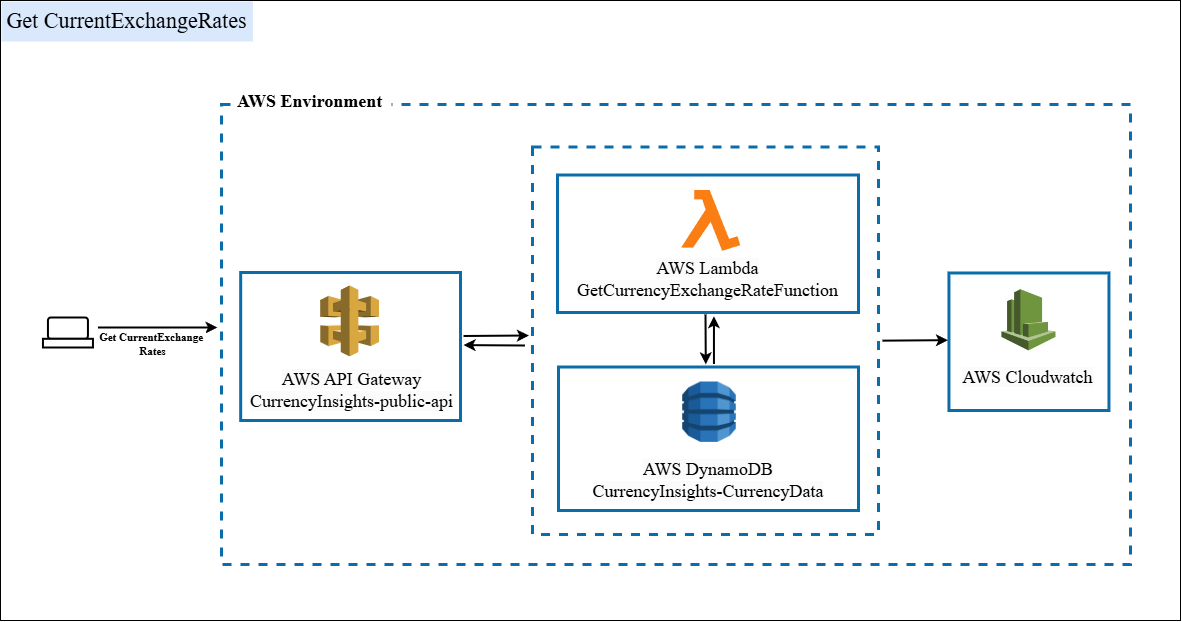 Get CurrentExchangeRates
AWS Environment
Get CurrentExchange
Rates
AWS API Gateway
CurrencyInsights-public-api
AWS Lambda
GetCurrencyExchangeRateFunction
AWS DynamoDB
CurrencyInsights-CurrencyData
AWS Cloudwatch